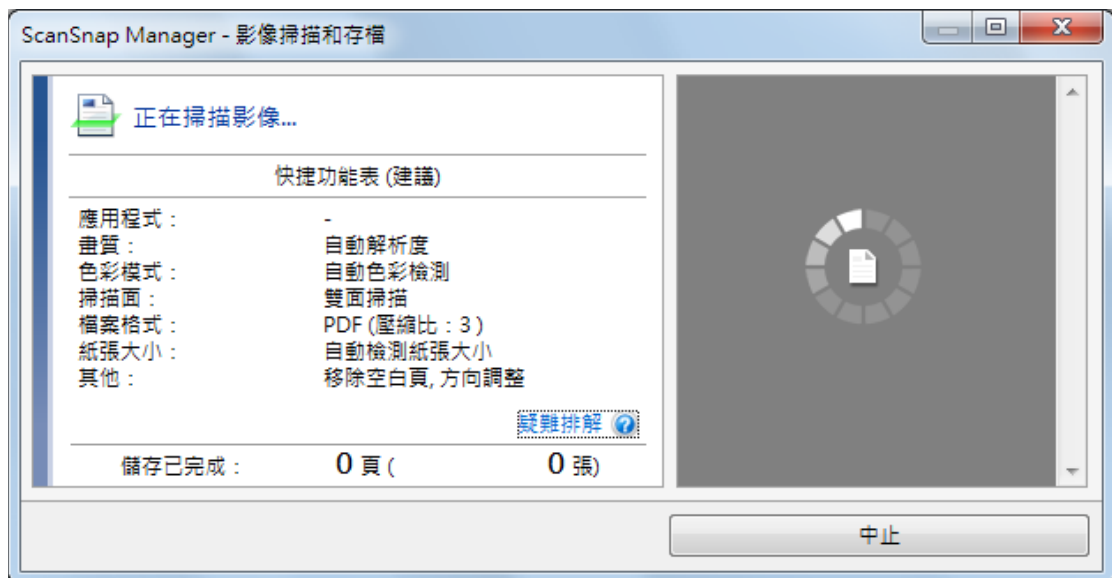 ScanSnap Manager - 影像掃描和存檔
正在掃描影像...
快捷功能表 (建議)
應用程式： -
畫質： 自動解析度
色彩模式： 自動色彩檢測
掃描面： 雙面掃描
檔案格式： PDF (壓縮比：3)
紙張大小： 自動檢測紙張大小
其他： 移除空白頁, 方向調整
疑難排解 ?
儲存已完成： 0 頁 ( 0 張)
中止